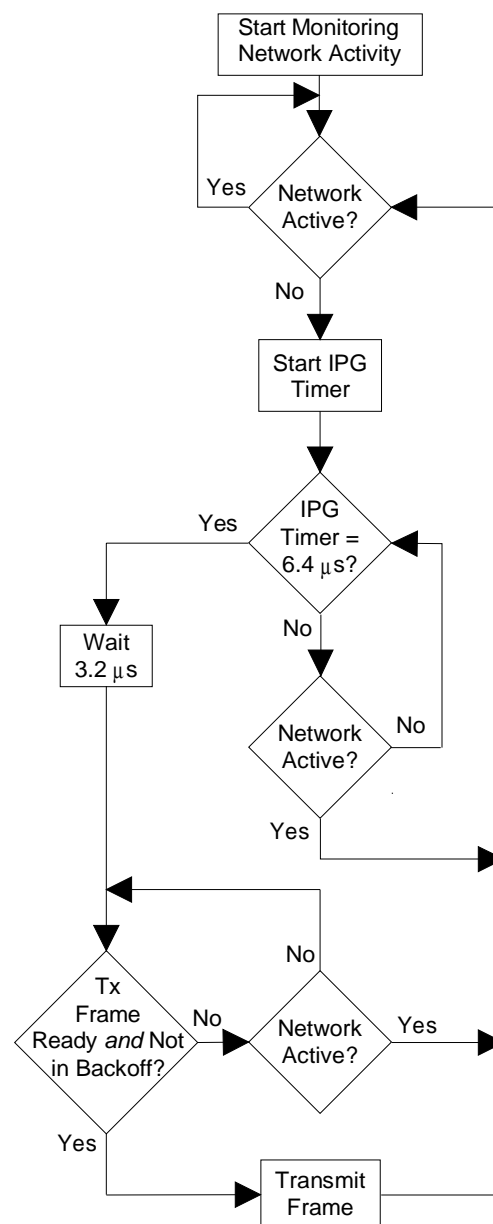 Start Monitoring
Network Activity
Yes
Network
Active?
No
Start IPG
Timer
Yes
IPG
Timer =
6.4 μs?
Wait
3.2 μs
No
Network
Active?
No
Yes
No
Tx
Frame
Ready and Not
in Backoff?
No
Network
Active?
Yes
Yes
Transmit
Frame